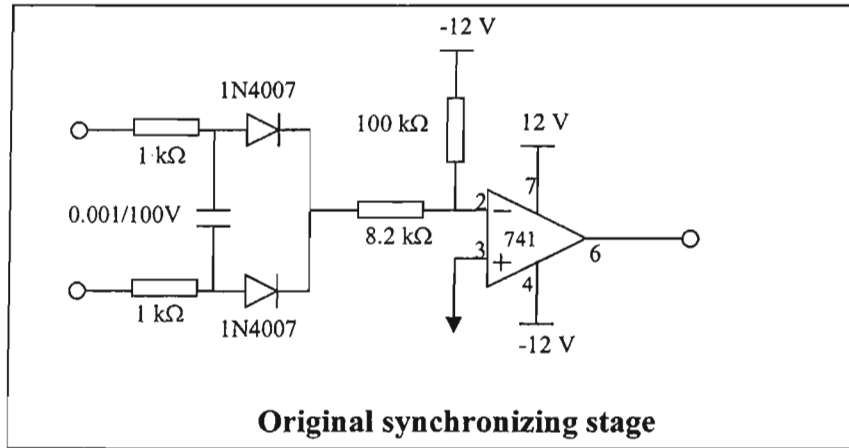 -12 V
1N4007
100 kΩ
12 V
1 kΩ
7
0.001/100V
2
−
8.2 kΩ
741
3
+
6
4
1 kΩ
1N4007
-12 V
Original synchronizing stage